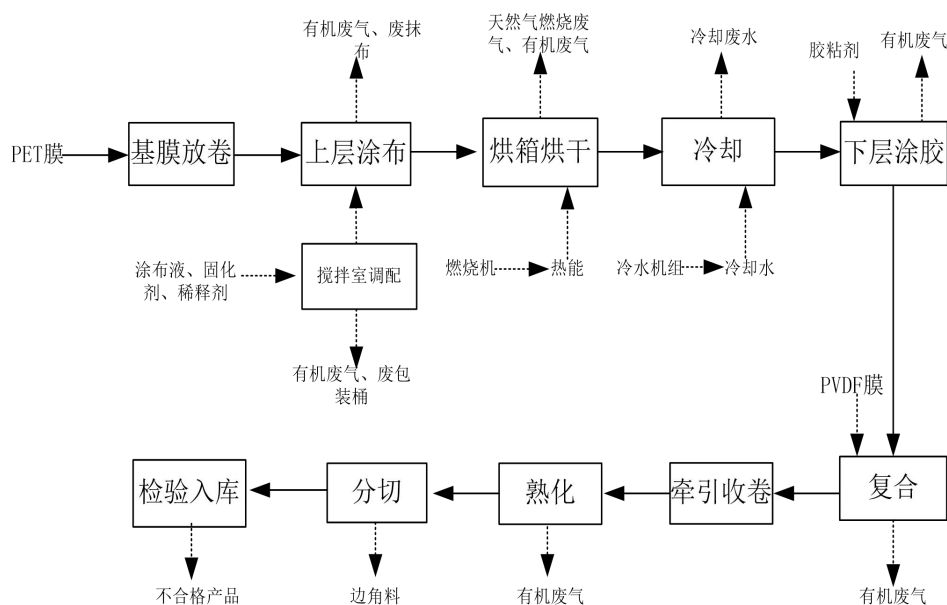 有机废气、废抹
布
天然气燃烧废
气、有机废气
冷却废水
胶粘剂
有机废气
PET膜
基膜放卷
上层涂布
烘箱烘干
冷却
下层涂胶
涂布液、固化
剂、稀释剂
搅拌室调配
燃烧机
热能
冷水机组
冷却水
有机废气、废包
装桶
PVDF膜
检验入库
分切
熟化
牵引收卷
复合
不合格产品
边角料
有机废气
有机废气